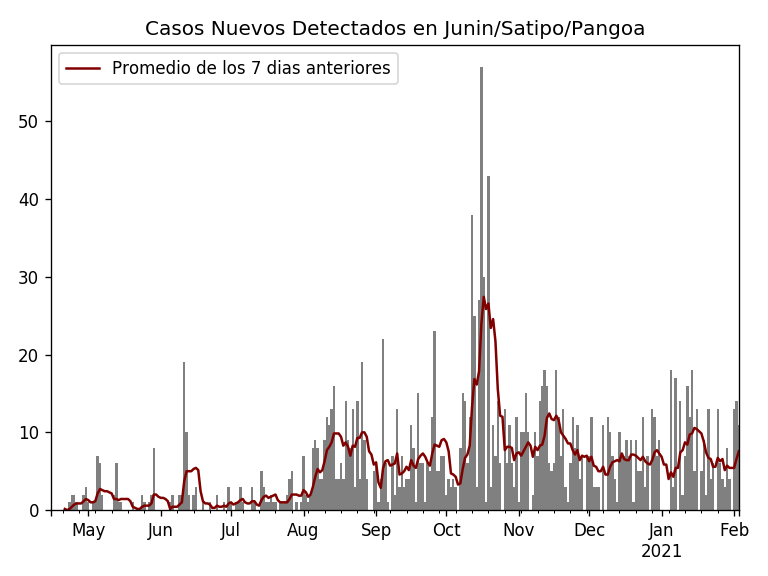 Casos Nuevos Detectados en Junin/Satipo/Pangoa
Promedio de los 7 dias anteriores
50
40
30
20
10
0
May Jun Jul Aug Sep Oct Nov Dec Jan Feb
2021